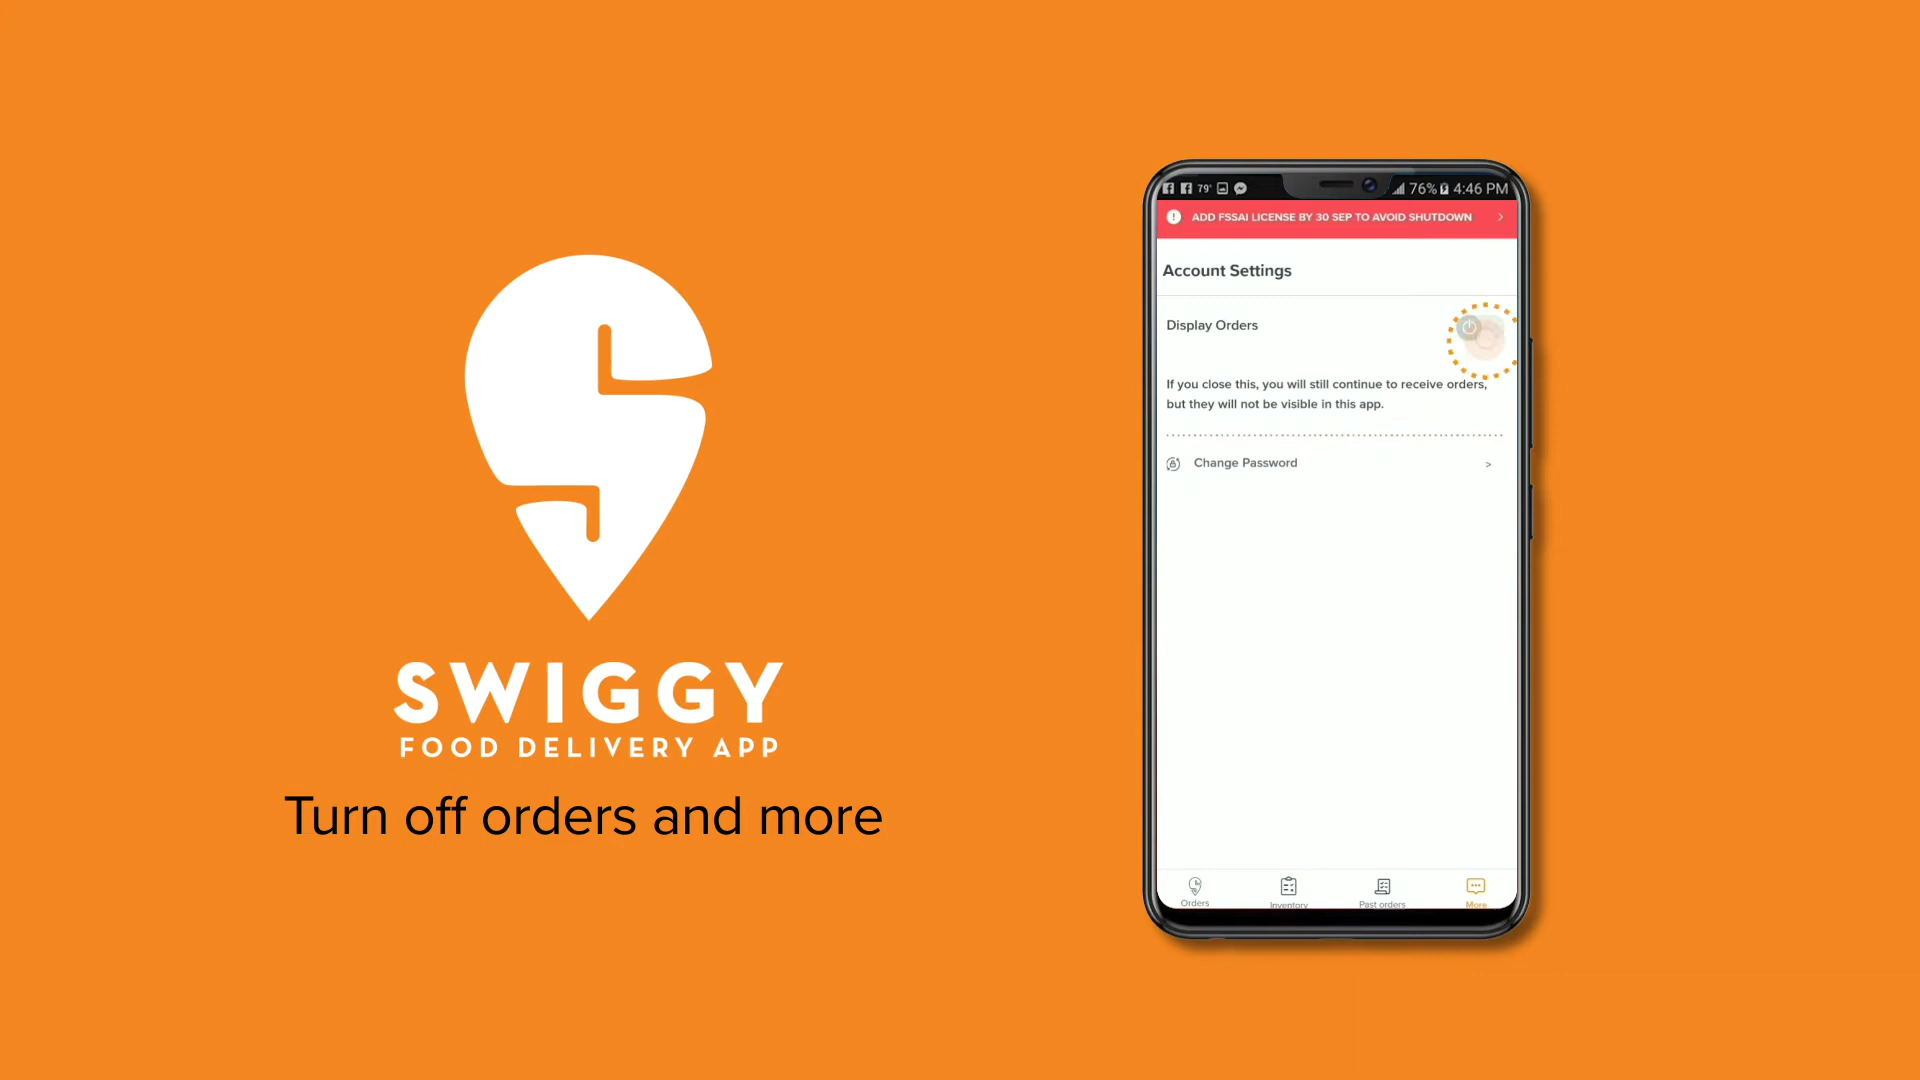 SWIGGY
FOOD DELIVERY APP
Turn off orders and more
79° 76% 4:46 PM
ADD FSSAI LICENSE BY 30 SEP TO AVOID SHUTDOWN >
Account Settings
Display Orders
If you close this, you will still continue to receive orders,
but they will not be visible in this app.
Change Password >
Orders Inventory Past orders More